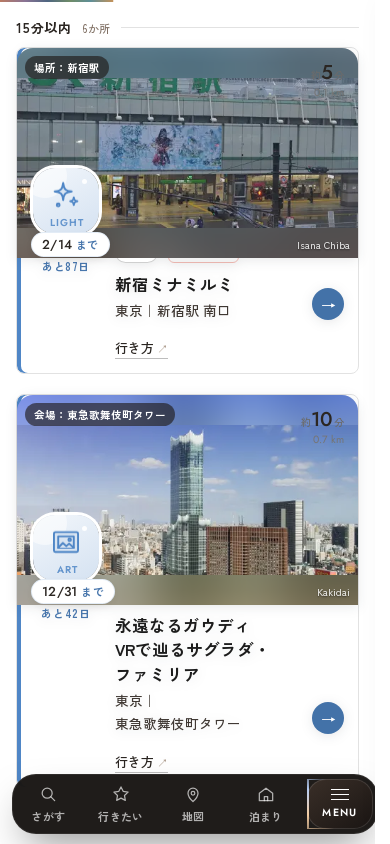 15分以内 6か所
場所：新宿駅
5
新宿駅
LIGHT
2/14 まで
Isana Chiba
あと87日
新宿ミナミルミ
東京｜新宿駅 南口
→
行き方 ↗
会場：東急歌舞伎町タワー
約10分
0.7 km
ART
12/31 まで
Kakidai
あと42日
永遠なるガウディ
VRで辿るサグラダ・
ファミリア
東京｜
東急歌舞伎町タワー
→
行き方 ↗
さがす 行きたい 地図 泊まり MENU